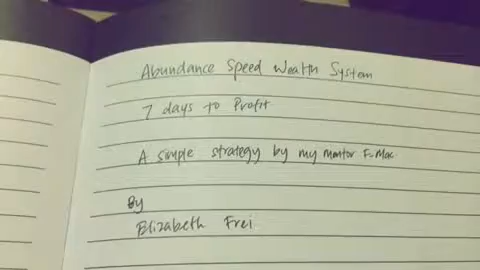 Abundance Speed Wealth System
7 days to Profit
A simple strategy by my mentor F-Mac
By
Elizabeth Frei